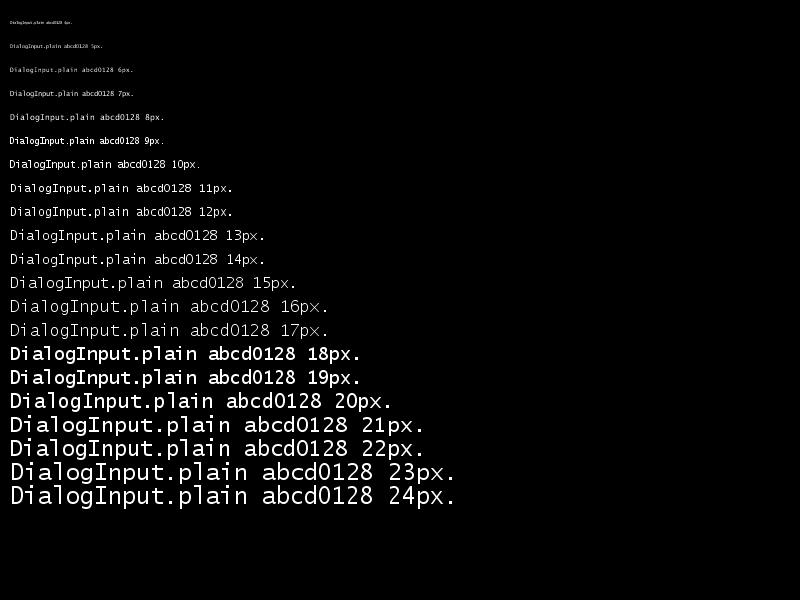 DialogInput.plain abcd0128 4px.
DialogInput.plain abcd0128 5px.
DialogInput.plain abcd0128 6px.
DialogInput.plain abcd0128 7px.
DialogInput.plain abcd0128 8px.
DialogInput.plain abcd0128 9px.
DialogInput.plain abcd0128 10px.
DialogInput.plain abcd0128 11px.
DialogInput.plain abcd0128 12px.
DialogInput.plain abcd0128 13px.
DialogInput.plain abcd0128 14px.
DialogInput.plain abcd0128 15px.
DialogInput.plain abcd0128 16px.
DialogInput.plain abcd0128 17px.
DialogInput.plain abcd0128 18px.
DialogInput.plain abcd0128 19px.
DialogInput.plain abcd0128 20px.
DialogInput.plain abcd0128 21px.
DialogInput.plain abcd0128 22px.
DialogInput.plain abcd0128 23px.
DialogInput.plain abcd0128 24px.